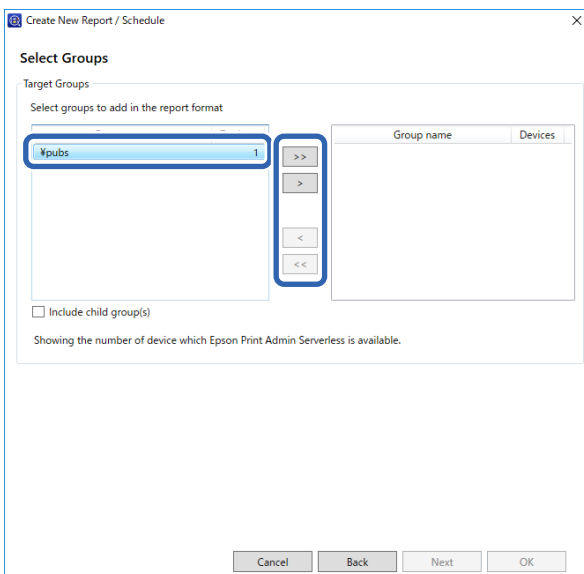 Create New Report / Schedule
Select Groups
Target Groups
Select groups to add in the report format
Group name Devices
¥pubs 1
>>
>
<
<<
Include child group(s)
Showing the number of device which Epson Print Admin Serverless is available.
Cancel Back Next OK